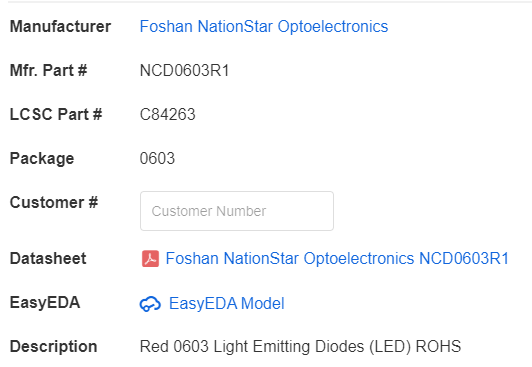 Manufacturer Foshan NationStar Optoelectronics
Mfr. Part # NCD0603R1
LCSC Part # C84263
Package 0603
Customer # Customer Number
Datasheet Foshan NationStar Optoelectronics NCD0603R1
EasyEDA EasyEDA Model
Description Red 0603 Light Emitting Diodes (LED) ROHS